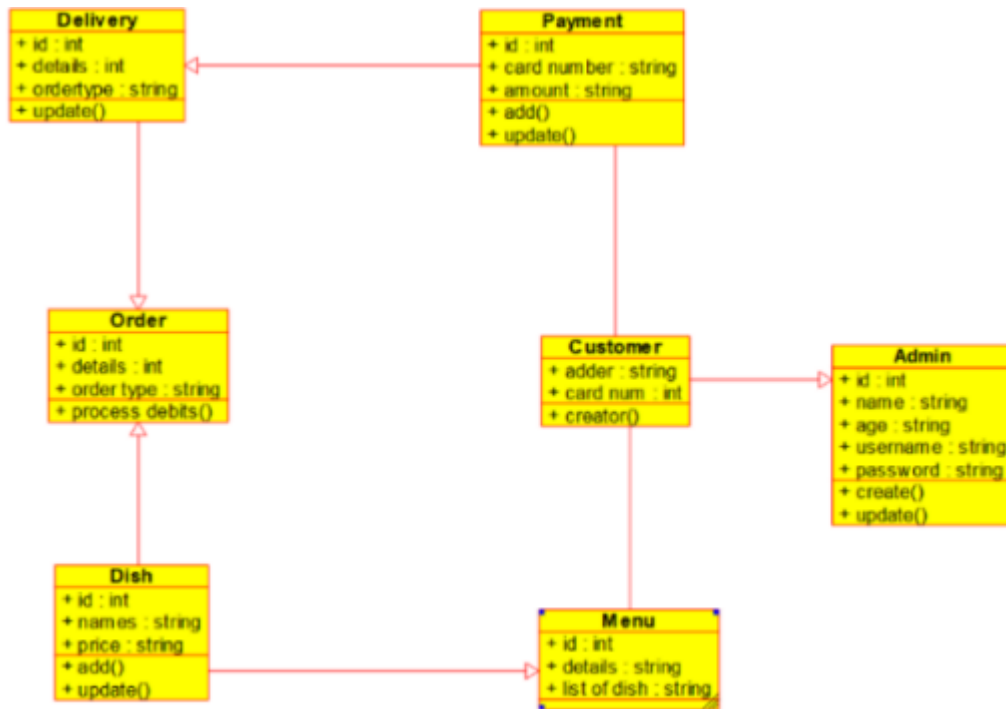 Delivery
+ id : int
+ details : int
+ ordertype : string
+ update()
Payment
+ id : int
+ card number : string
+ amount : string
+ add()
+ update()
Order
+ id : int
+ details : int
+ order type : string
+ process debits()
Customer
+ adder : string
+ card num : int
+ creator()
Admin
+ id : int
+ name : string
+ age : string
+ username : string
+ password : string
+ create()
+ update()
Dish
+ id : int
+ names : string
+ price : string
+ add()
+ update()
Menu
+ id : int
+ details : string
+ list of dish : string